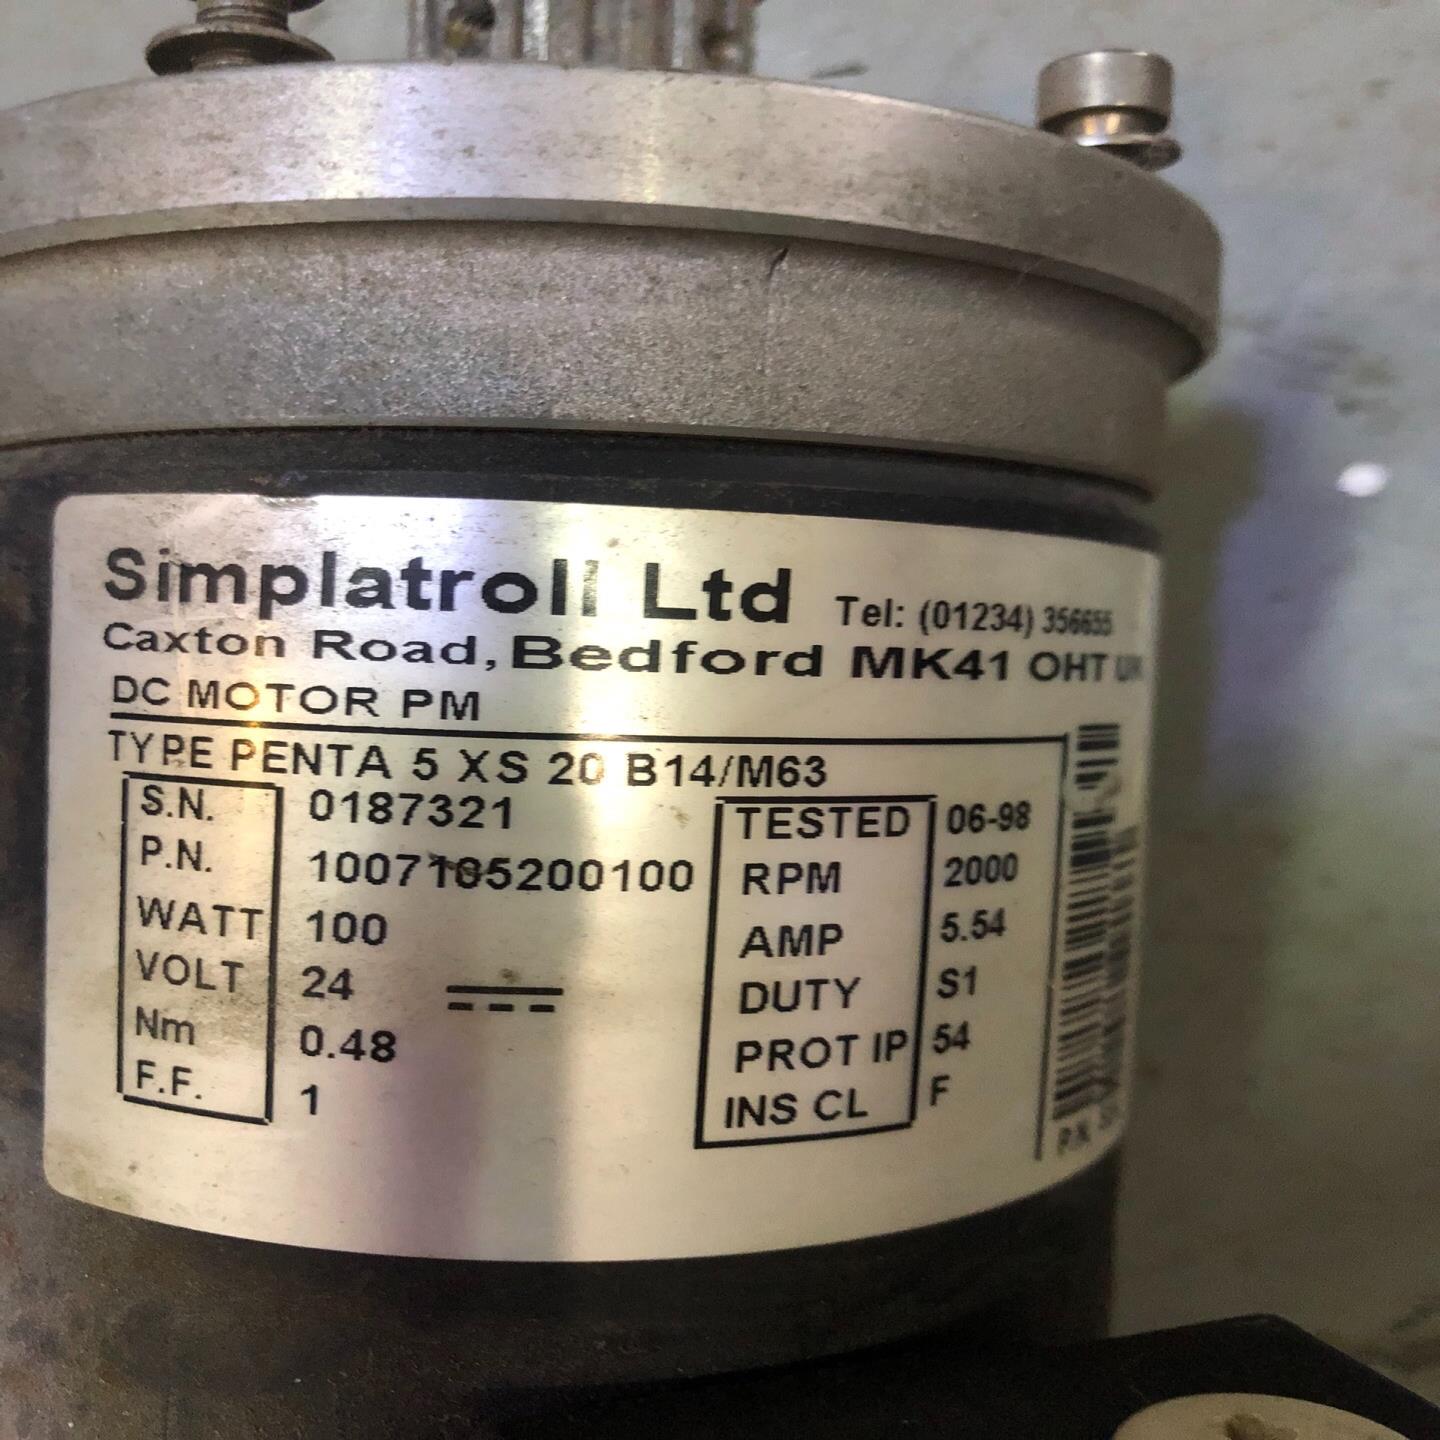 Simplatroll Ltd Tel: (01234) 356655
Caxton Road, Bedford MK41 OHT UK
DC MOTOR PM
TYPE PENTA 5 XS 20 B14/M63
S.N. 0187321 TESTED 06-98
P.N. 1007105200100 RPM 2000
WATT 100 AMP 5.54
VOLT 24 DUTY S1
Nm 0.48 PROT IP 54
F.F. 1 INS CL F
P/N